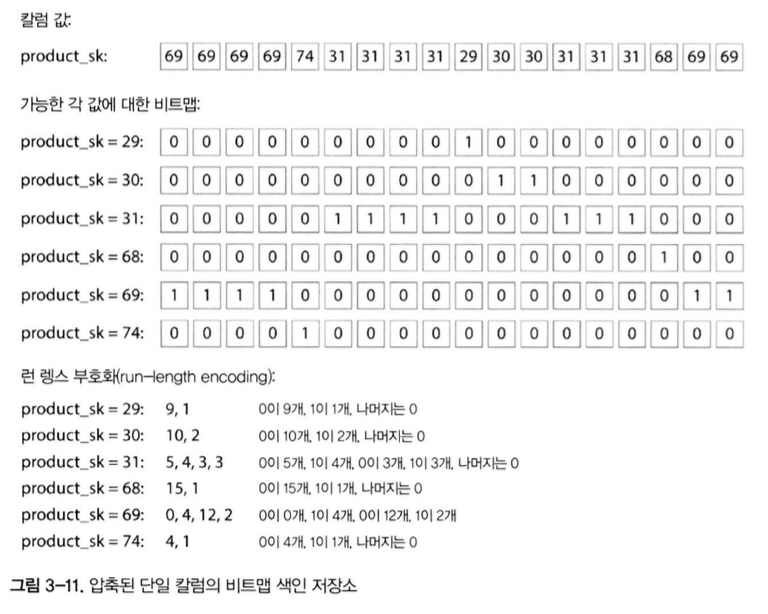 칼럼 값:
product_sk: 69 69 69 69 74 31 31 31 31 29 30 30 31 31 31 68 69 69
가능한 각 값에 대한 비트맵:
product_sk = 29: 0 0 0 0 0 0 0 0 0 1 0 0 0 0 0 0 0 0
product_sk = 30: 0 0 0 0 0 0 0 0 0 0 1 1 0 0 0 0 0 0
product_sk = 31: 0 0 0 0 0 1 1 1 1 0 0 0 1 1 1 0 0 0
product_sk = 68: 0 0 0 0 0 0 0 0 0 0 0 0 0 0 0 1 0 0
product_sk = 69: 1 1 1 1 0 0 0 0 0 0 0 0 0 0 0 0 1 1
product_sk = 74: 0 0 0 0 1 0 0 0 0 0 0 0 0 0 0 0 0 0
런 렝스 부호화(run-length encoding):
product_sk = 29: 9, 1 0이 9개, 1이 1개, 나머지는 0
product_sk = 30: 10, 2 0이 10개, 1이 2개, 나머지는 0
product_sk = 31: 5, 4, 3, 3 0이 5개, 1이 4개, 0이 3개, 1이 3개, 나머지는 0
product_sk = 68: 15, 1 0이 15개, 1이 1개, 나머지는 0
product_sk = 69: 0, 4, 12, 2 0이 0개, 1이 4개, 0이 12개, 1이 2개
product_sk = 74: 4, 1 0이 4개, 1이 1개, 나머지는 0
그림 3-11. 압축된 단일 칼럼의 비트맵 색인 저장소